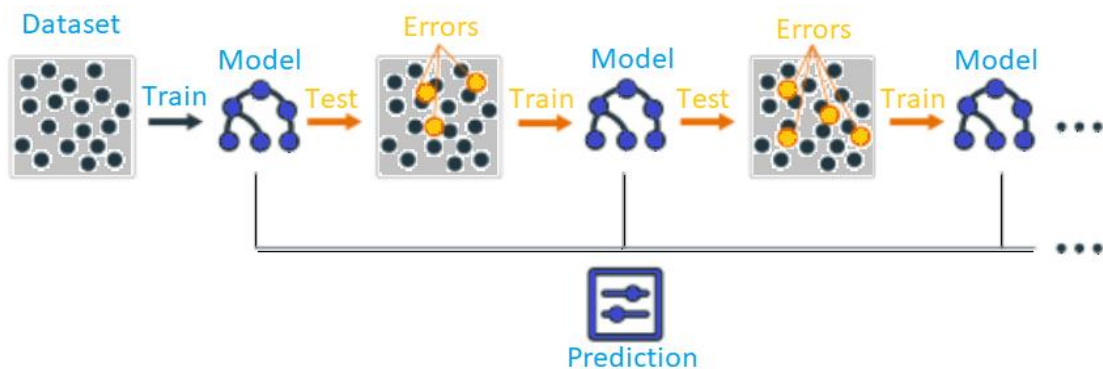 Dataset
Train
Model
Test
Errors
Train
Model
Test
Errors
Train
Model
Prediction